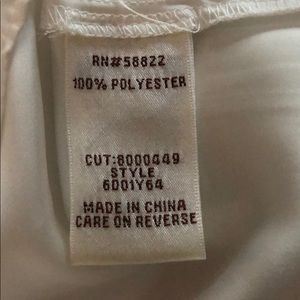 RN#58822
100% POLYESTER
CUT:8000449
STYLE
6001Y64
MADE IN CHINA
CARE ON REVERSE